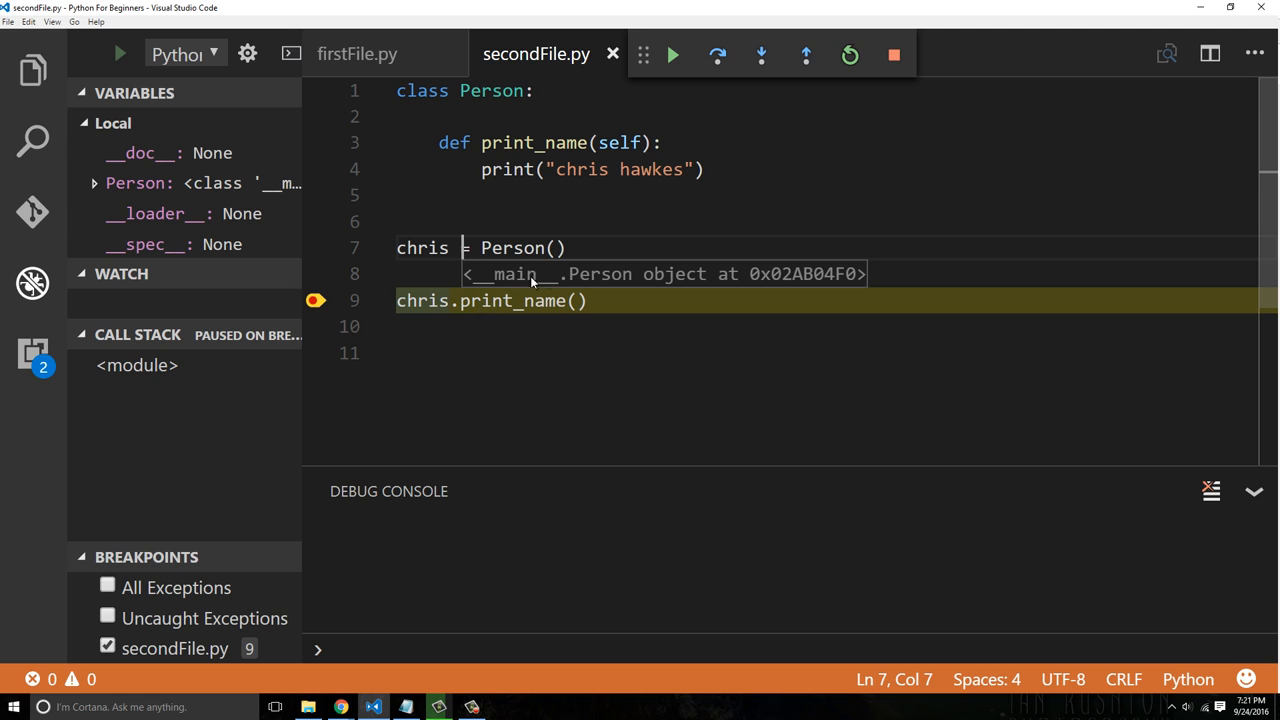 secondFile.py - Python For Beginners - Visual Studio Code
File Edit View Go Help
Python
firstFile.py
secondFile.py
VARIABLES
Local
__doc__: None
Person: <class '__m...
__loader__: None
__spec__: None
WATCH
CALL STACK PAUSED ON BRE...
<module>
BREAKPOINTS
All Exceptions
Uncaught Exceptions
secondFile.py 9
2
1 class Person:
2
3 def print_name(self):
4 print("chris hawkes")
5
6
7 chris = Person()
8 <__main__.Person object at 0x02AB04F0>
9 chris.print_name()
10
11
DEBUG CONSOLE
0 0
Ln 7, Col 7 Spaces: 4 UTF-8 CRLF Python
I'm Cortana. Ask me anything.
7:21 PM
9/24/2016